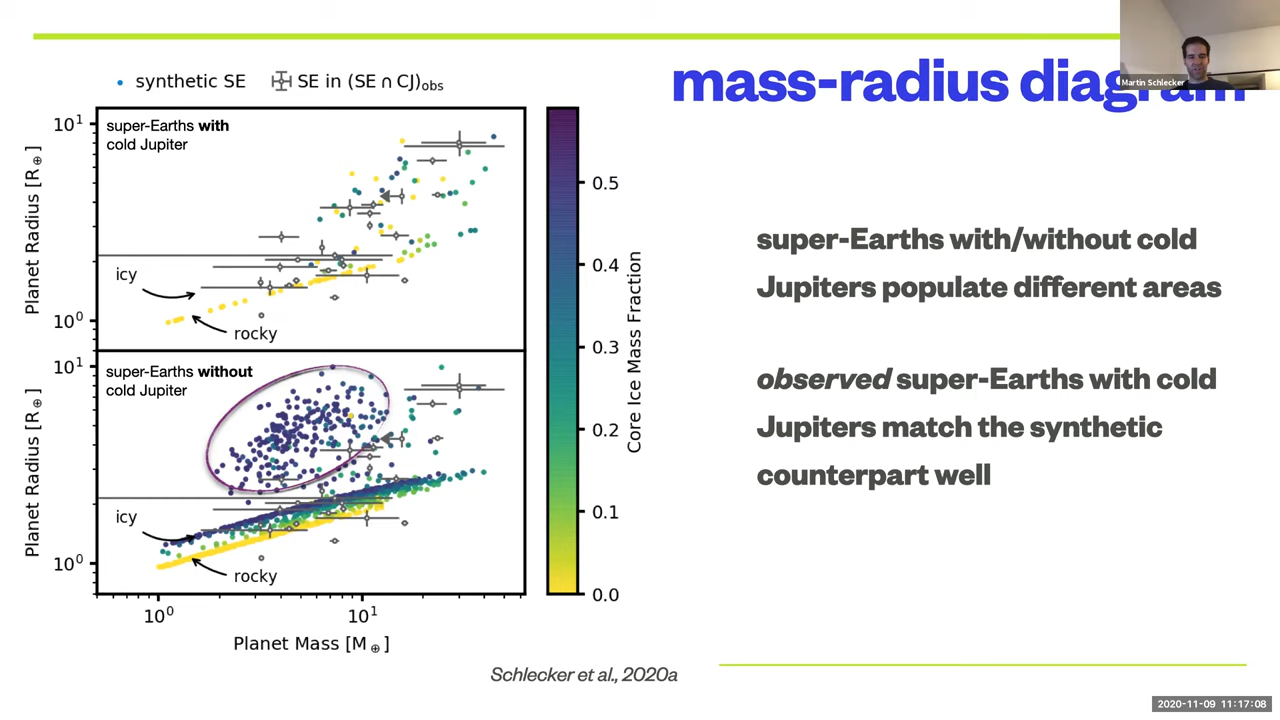 Martin Schlecker
mass-radius diagram
synthetic SE SE in (SE ∩ CJ)obs
super-Earths with
cold Jupiter
10¹
10⁰
Planet Radius [R⊕]
icy
rocky
super-Earths without
cold Jupiter
10¹
10⁰
Planet Radius [R⊕]
icy
rocky
10⁰ 10¹
Planet Mass [M⊕]
0.5
0.4
0.3
0.2
0.1
0.0
Core Ice Mass Fraction
super-Earths with/without cold
Jupiters populate different areas
observed super-Earths with cold
Jupiters match the synthetic
counterpart well
Schlecker et al., 2020a
2020-11-09 11:17:08